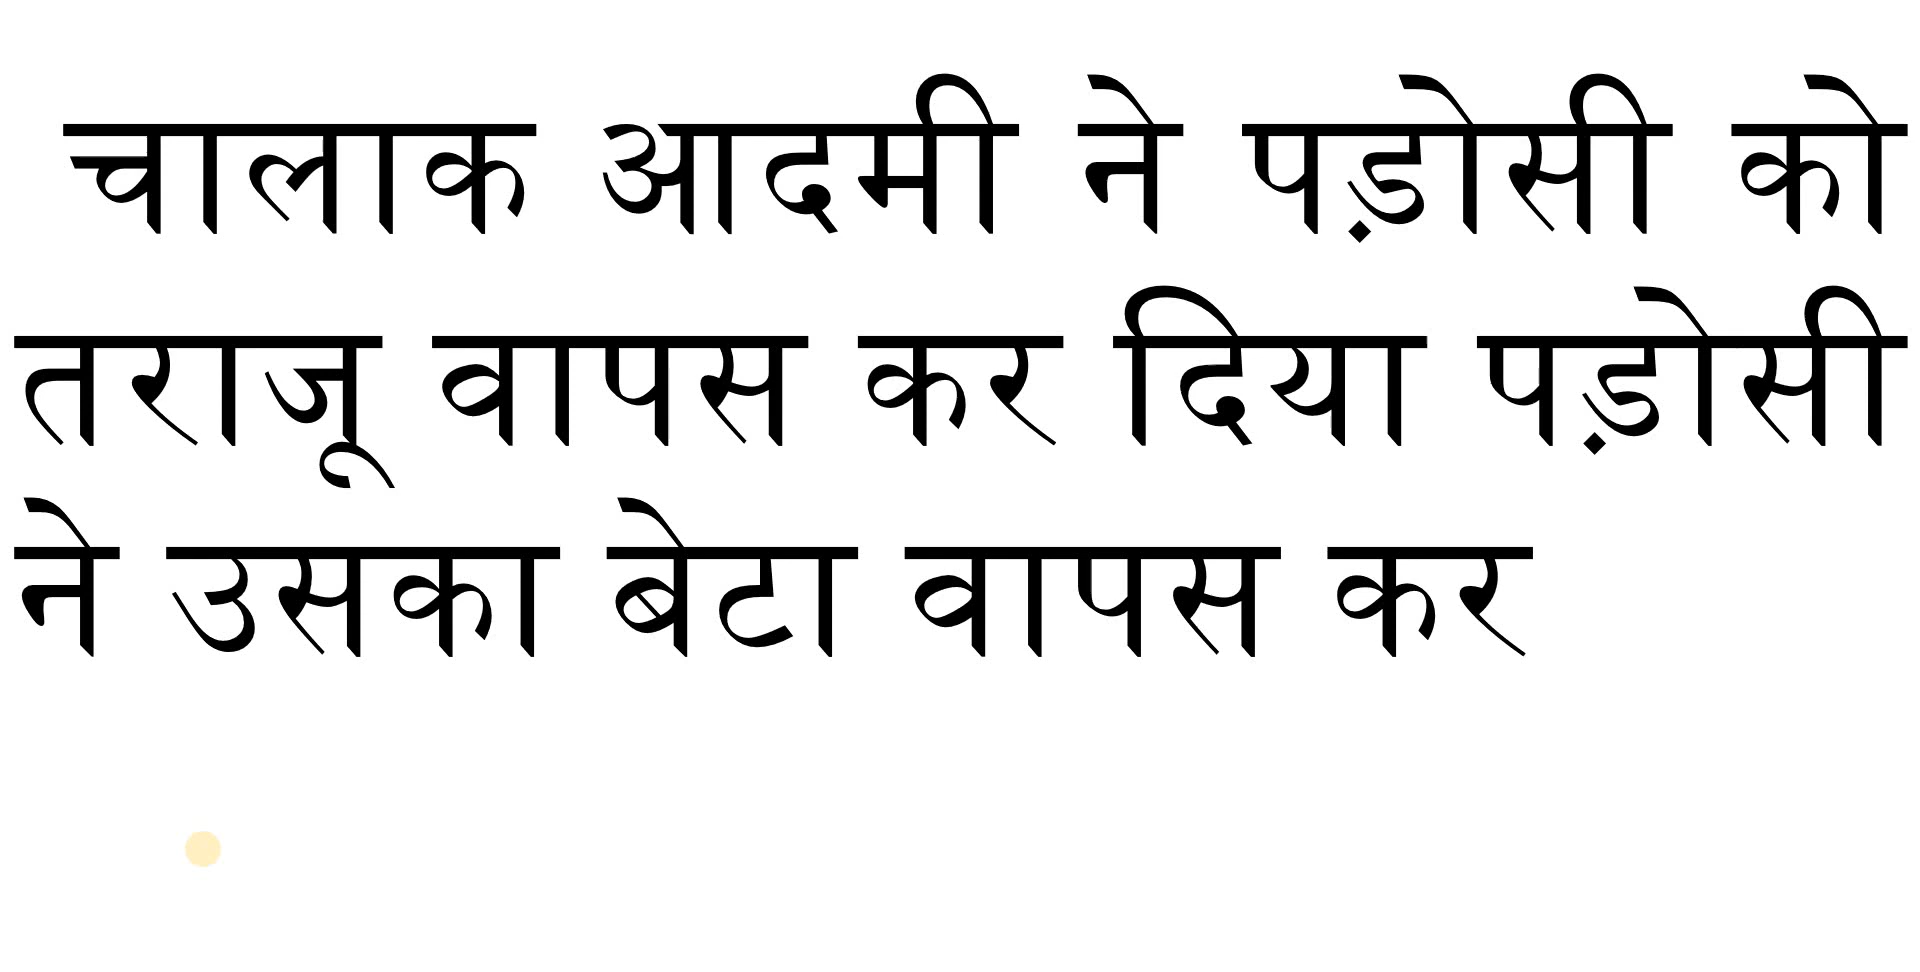 चालाक आदमी ने पड़ोसी को
तराजू वापस कर दिया पड़ोसी
ने उसका बेटा वापस कर